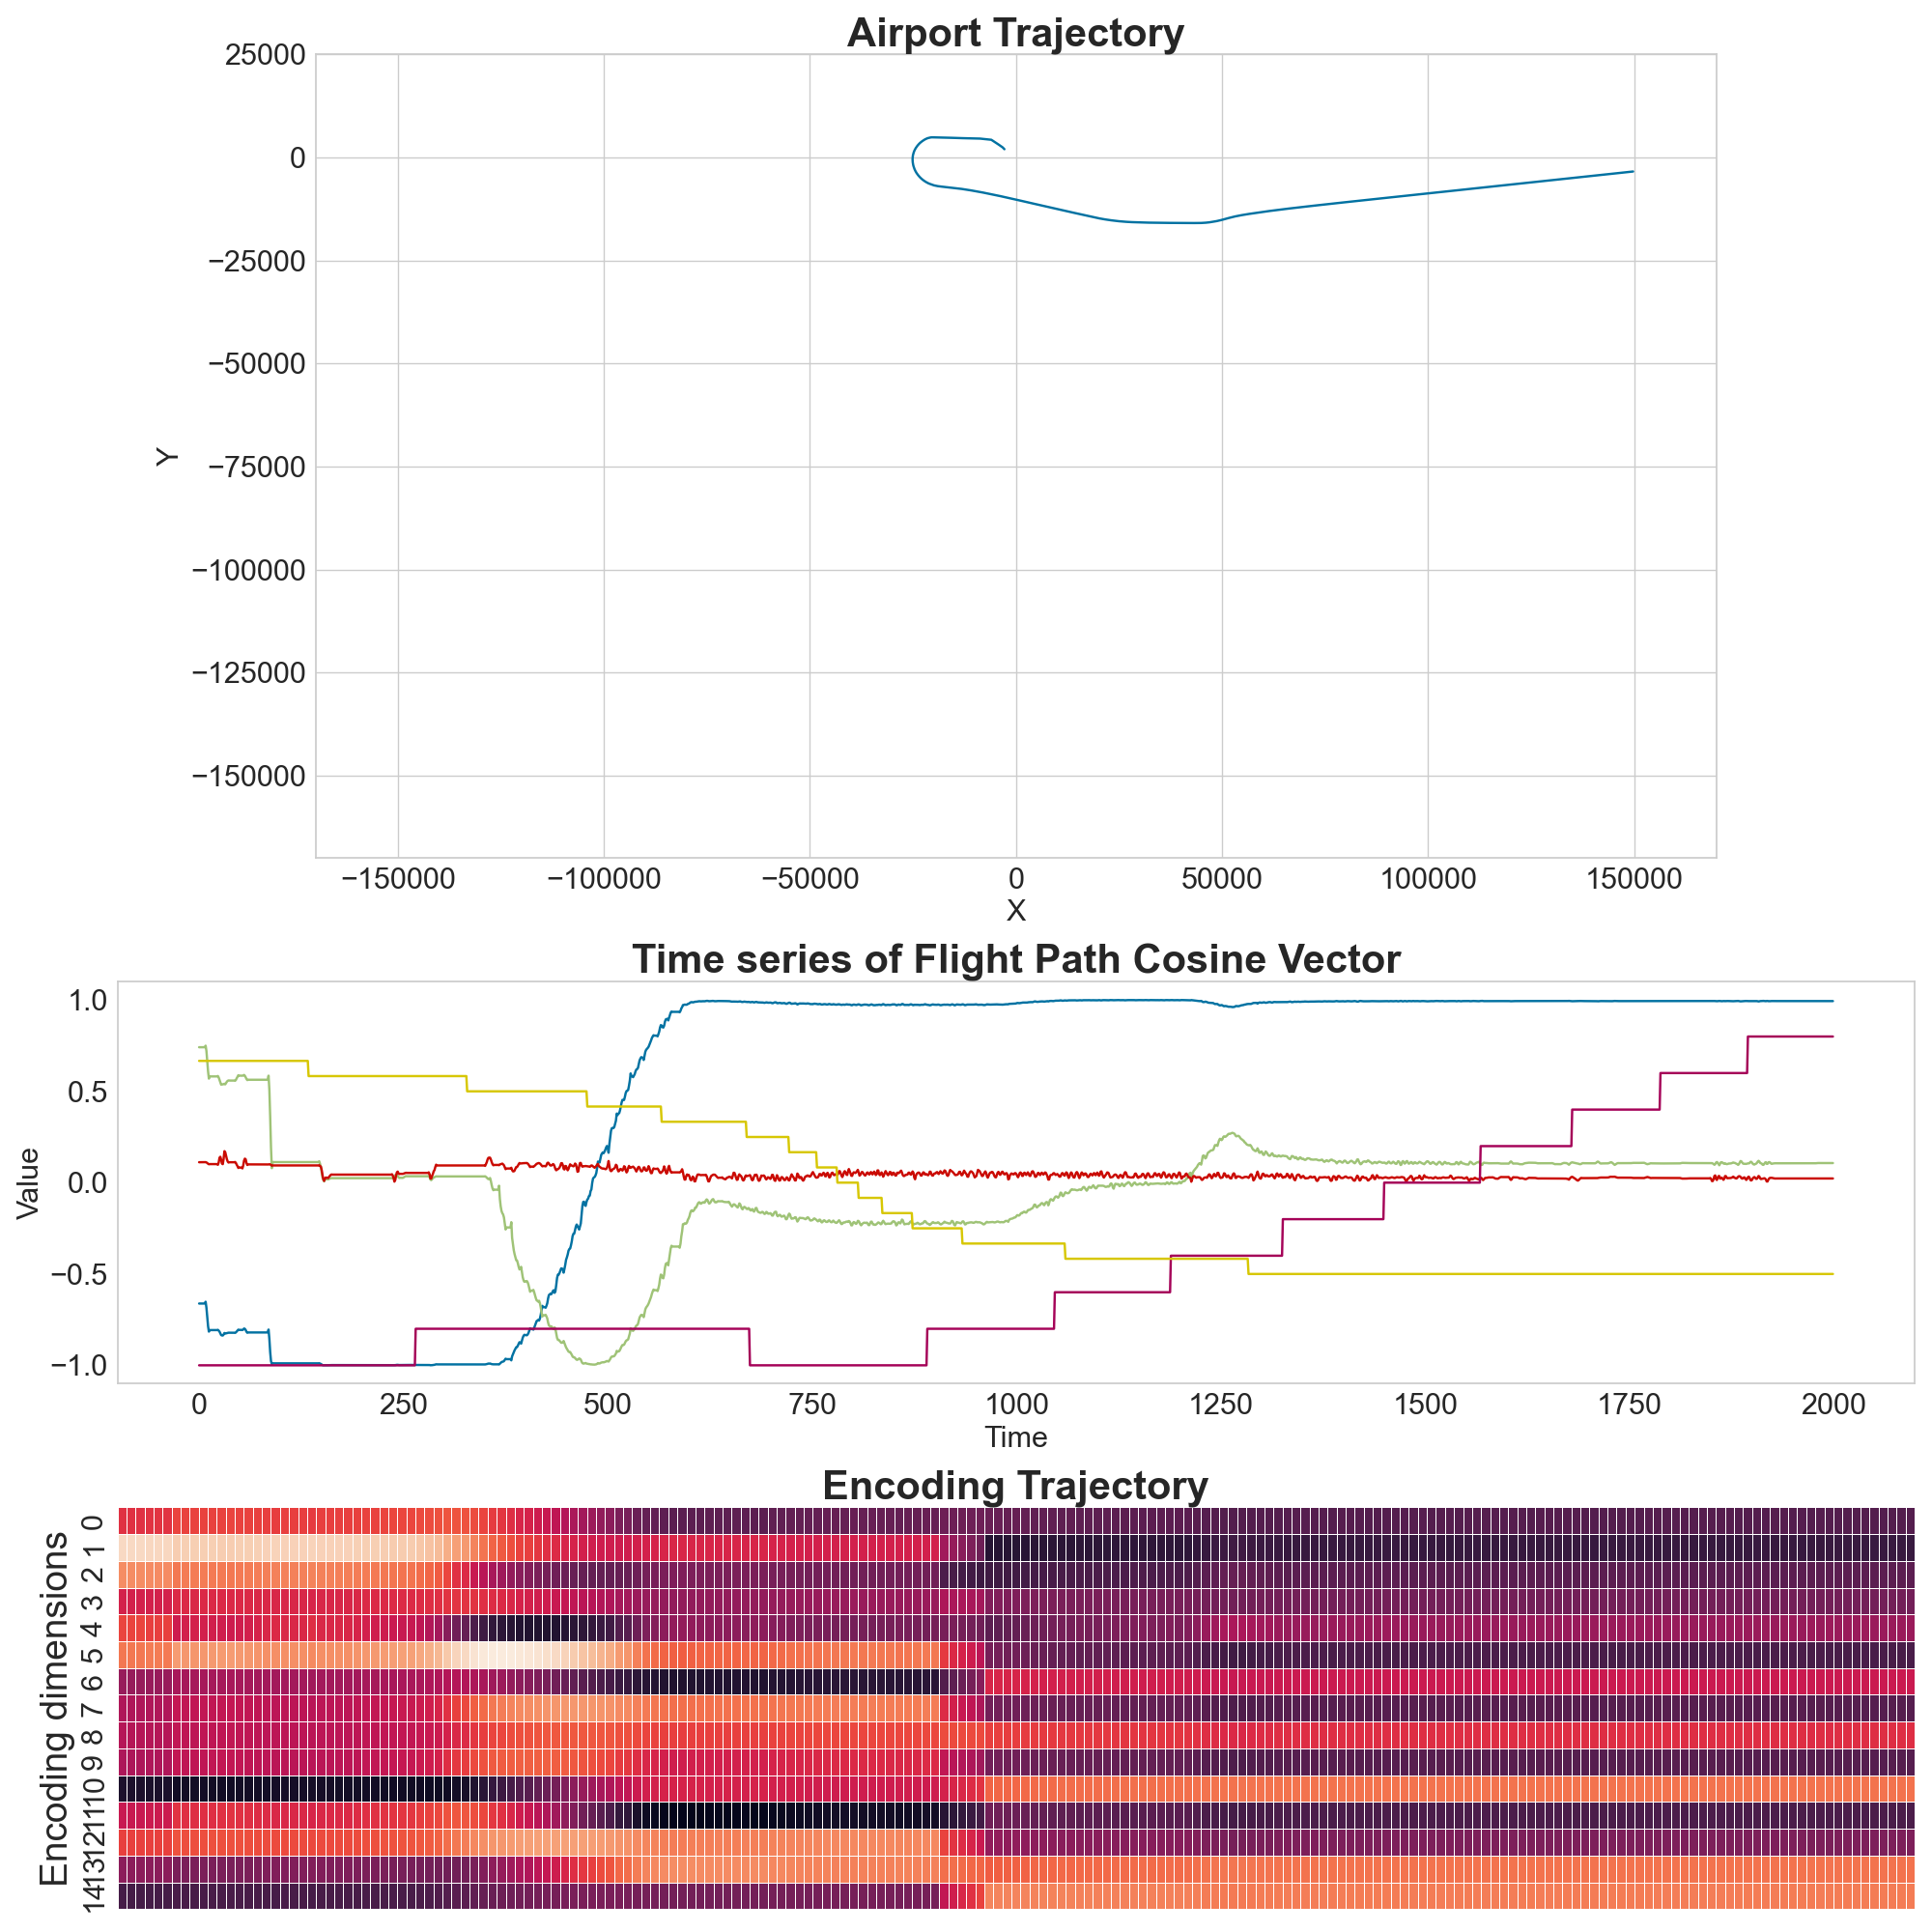 Airport Trajectory
25000
0
−25000
−50000
−75000
−100000
−125000
−150000
Y
−150000 −100000 −50000 0 50000 100000 150000
X
Time series of Flight Path Cosine Vector
1.0
0.5
0.0
−0.5
−1.0
Value
0 250 500 750 1000 1250 1500 1750 2000
Time
Encoding Trajectory
Encoding dimensions
0
1
2
3
4
5
6
7
8
9
10
11
12
13
14